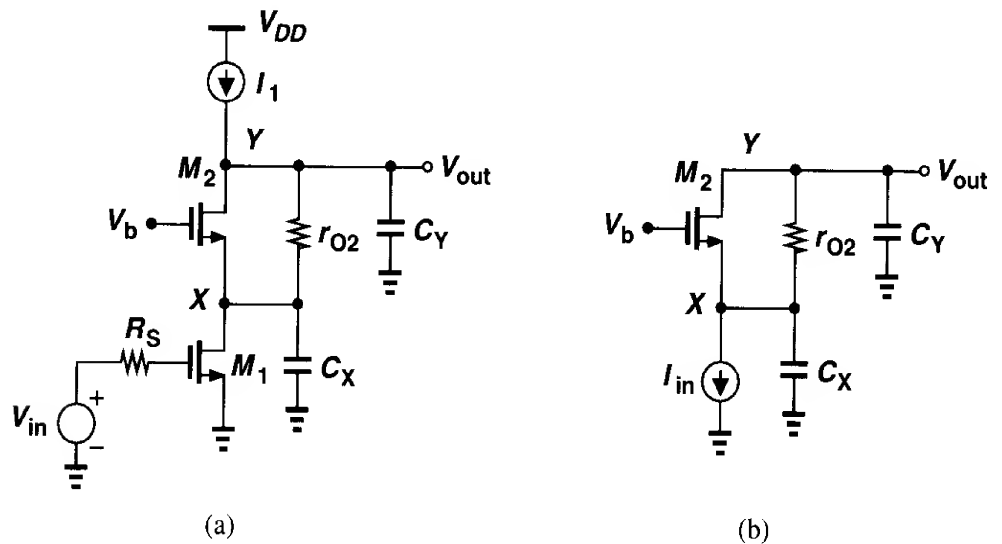 V_DD
I_1
Y
M_2
V_out
V_b
r_O2
C_Y
X
R_S
M_1
C_X
V_in
+
−
(a)
Y
M_2
V_out
V_b
r_O2
C_Y
X
I_in
C_X
(b)